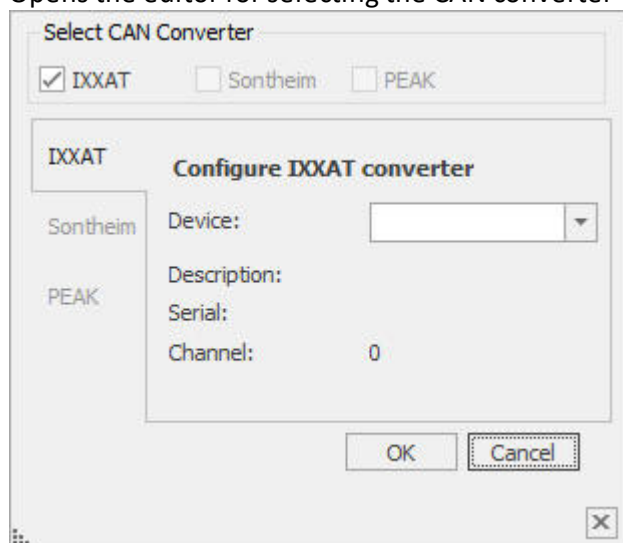 Opens the editor for selecting the CAN converter
Select CAN Converter
IXXAT Sontheim PEAK
IXXAT
Configure IXXAT converter
Sontheim
Device:
Description:
PEAK
Serial:
Channel: 0
OK Cancel